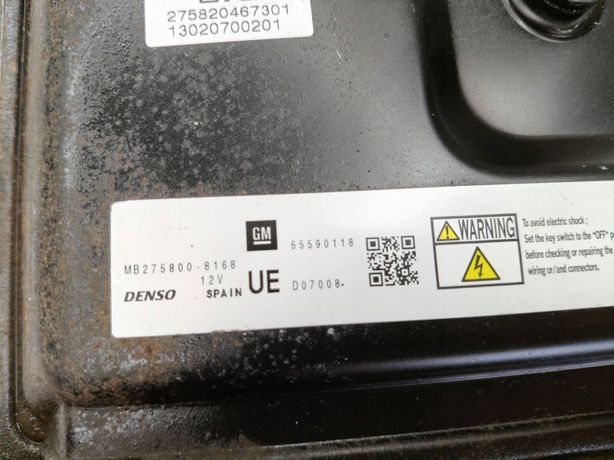 275820467301
13020700201
GM
55590118
MB275800-8168
12V
DENSO
SPAIN
UE
D07008-
WARNING
To avoid electric shock ;
Set the key switch to the "OFF"
before checking or repairing the
wiring or/and connectors.